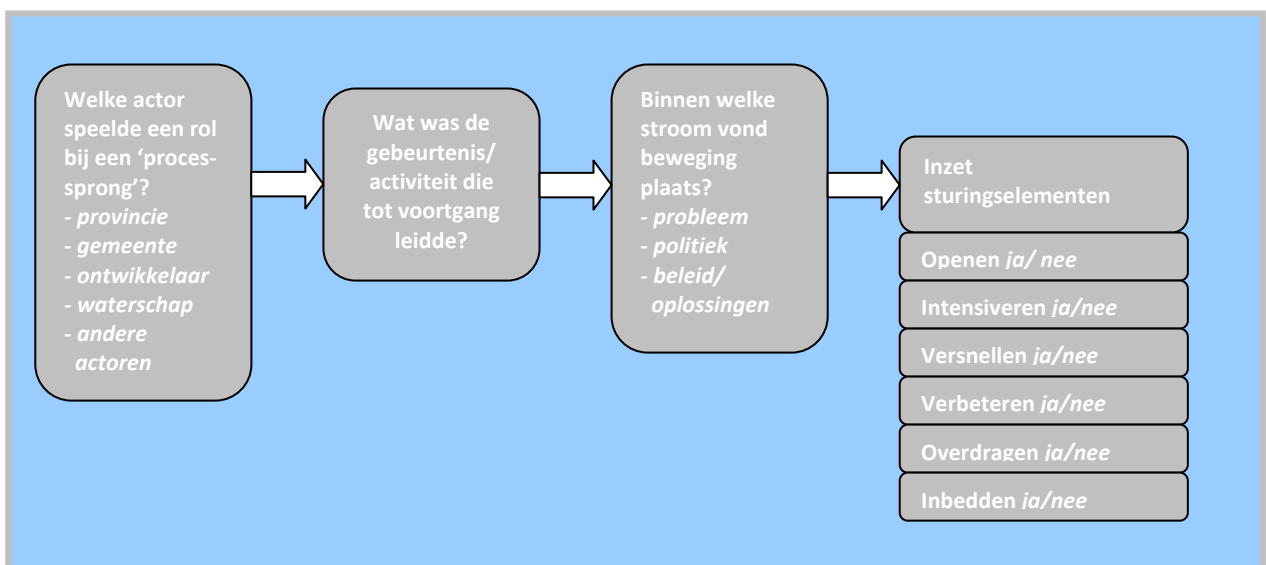 Welke actor
speelde een rol
bij een ‘proces-
sprong’?
- provincie
- gemeente
- ontwikkelaar
- waterschap
- andere
actoren
Wat was de
gebeurtenis/
activiteit die
tot voortgang
leidde?
Binnen welke
stroom vond
beweging
plaats?
- probleem
- politiek
- beleid/
oplossingen
Inzet
sturingselementen
Openen ja/ nee
Intensiveren ja/nee
Versnellen ja/nee
Verbeteren ja/nee
Overdragen ja/nee
Inbedden ja/nee